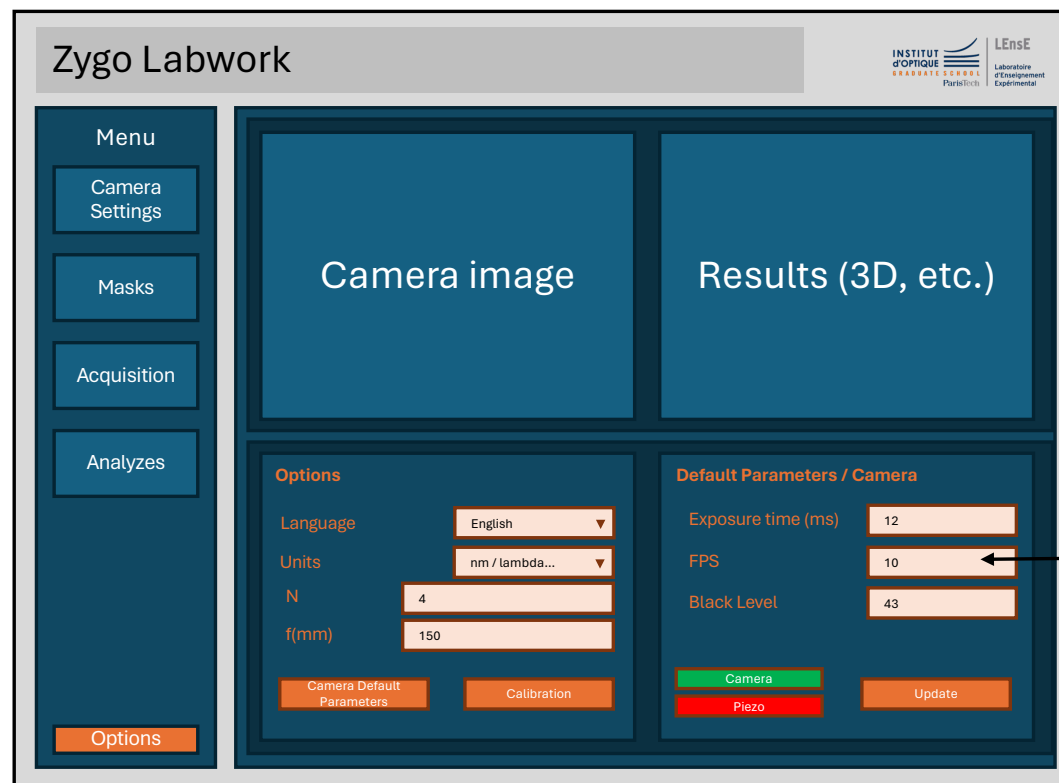 Zygo Labwork
INSTITUT
d'OPTIQUE
GRADUATE SCHOOL
ParisTech
LEnsE
Laboratoire
d'Enseignement
Expérimental
Menu
Camera
Settings
Masks
Acquisition
Analyzes
Options
Camera image
Results (3D, etc.)
Options
Language
English
Units
nm / lambda...
N
4
f(mm)
150
Camera Default
Parameters
Calibration
Default Parameters / Camera
Exposure time (ms)
12
FPS
10
Black Level
43
Camera
Piezo
Update